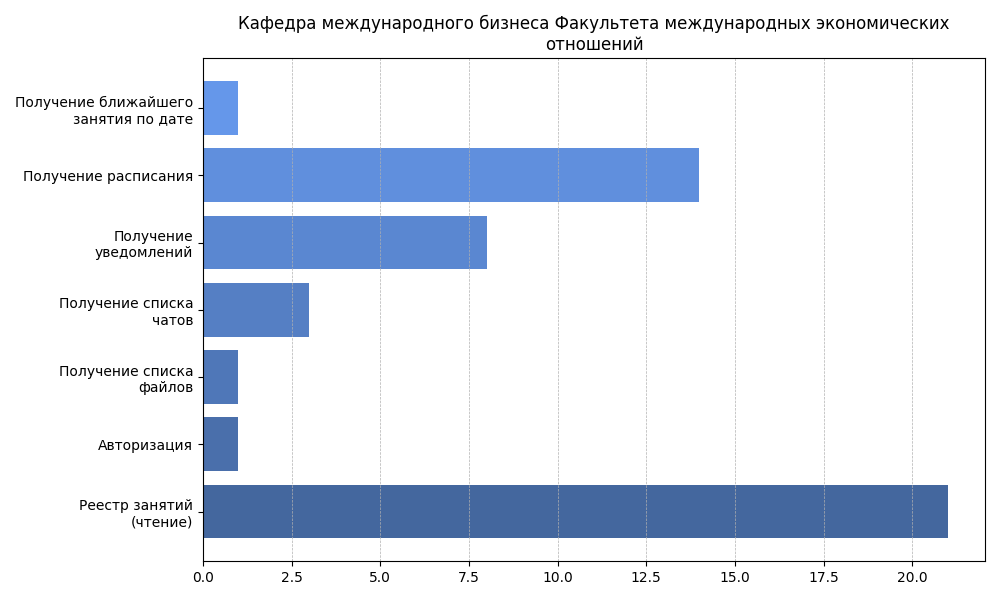 Кафедра международного бизнеса Факультета международных экономических
отношений
Получение ближайшего
занятия по дате
Получение расписания
Получение
уведомлений
Получение списка
чатов
Получение списка
файлов
Авторизация
Реестр занятий
(чтение)
0.0 2.5 5.0 7.5 10.0 12.5 15.0 17.5 20.0